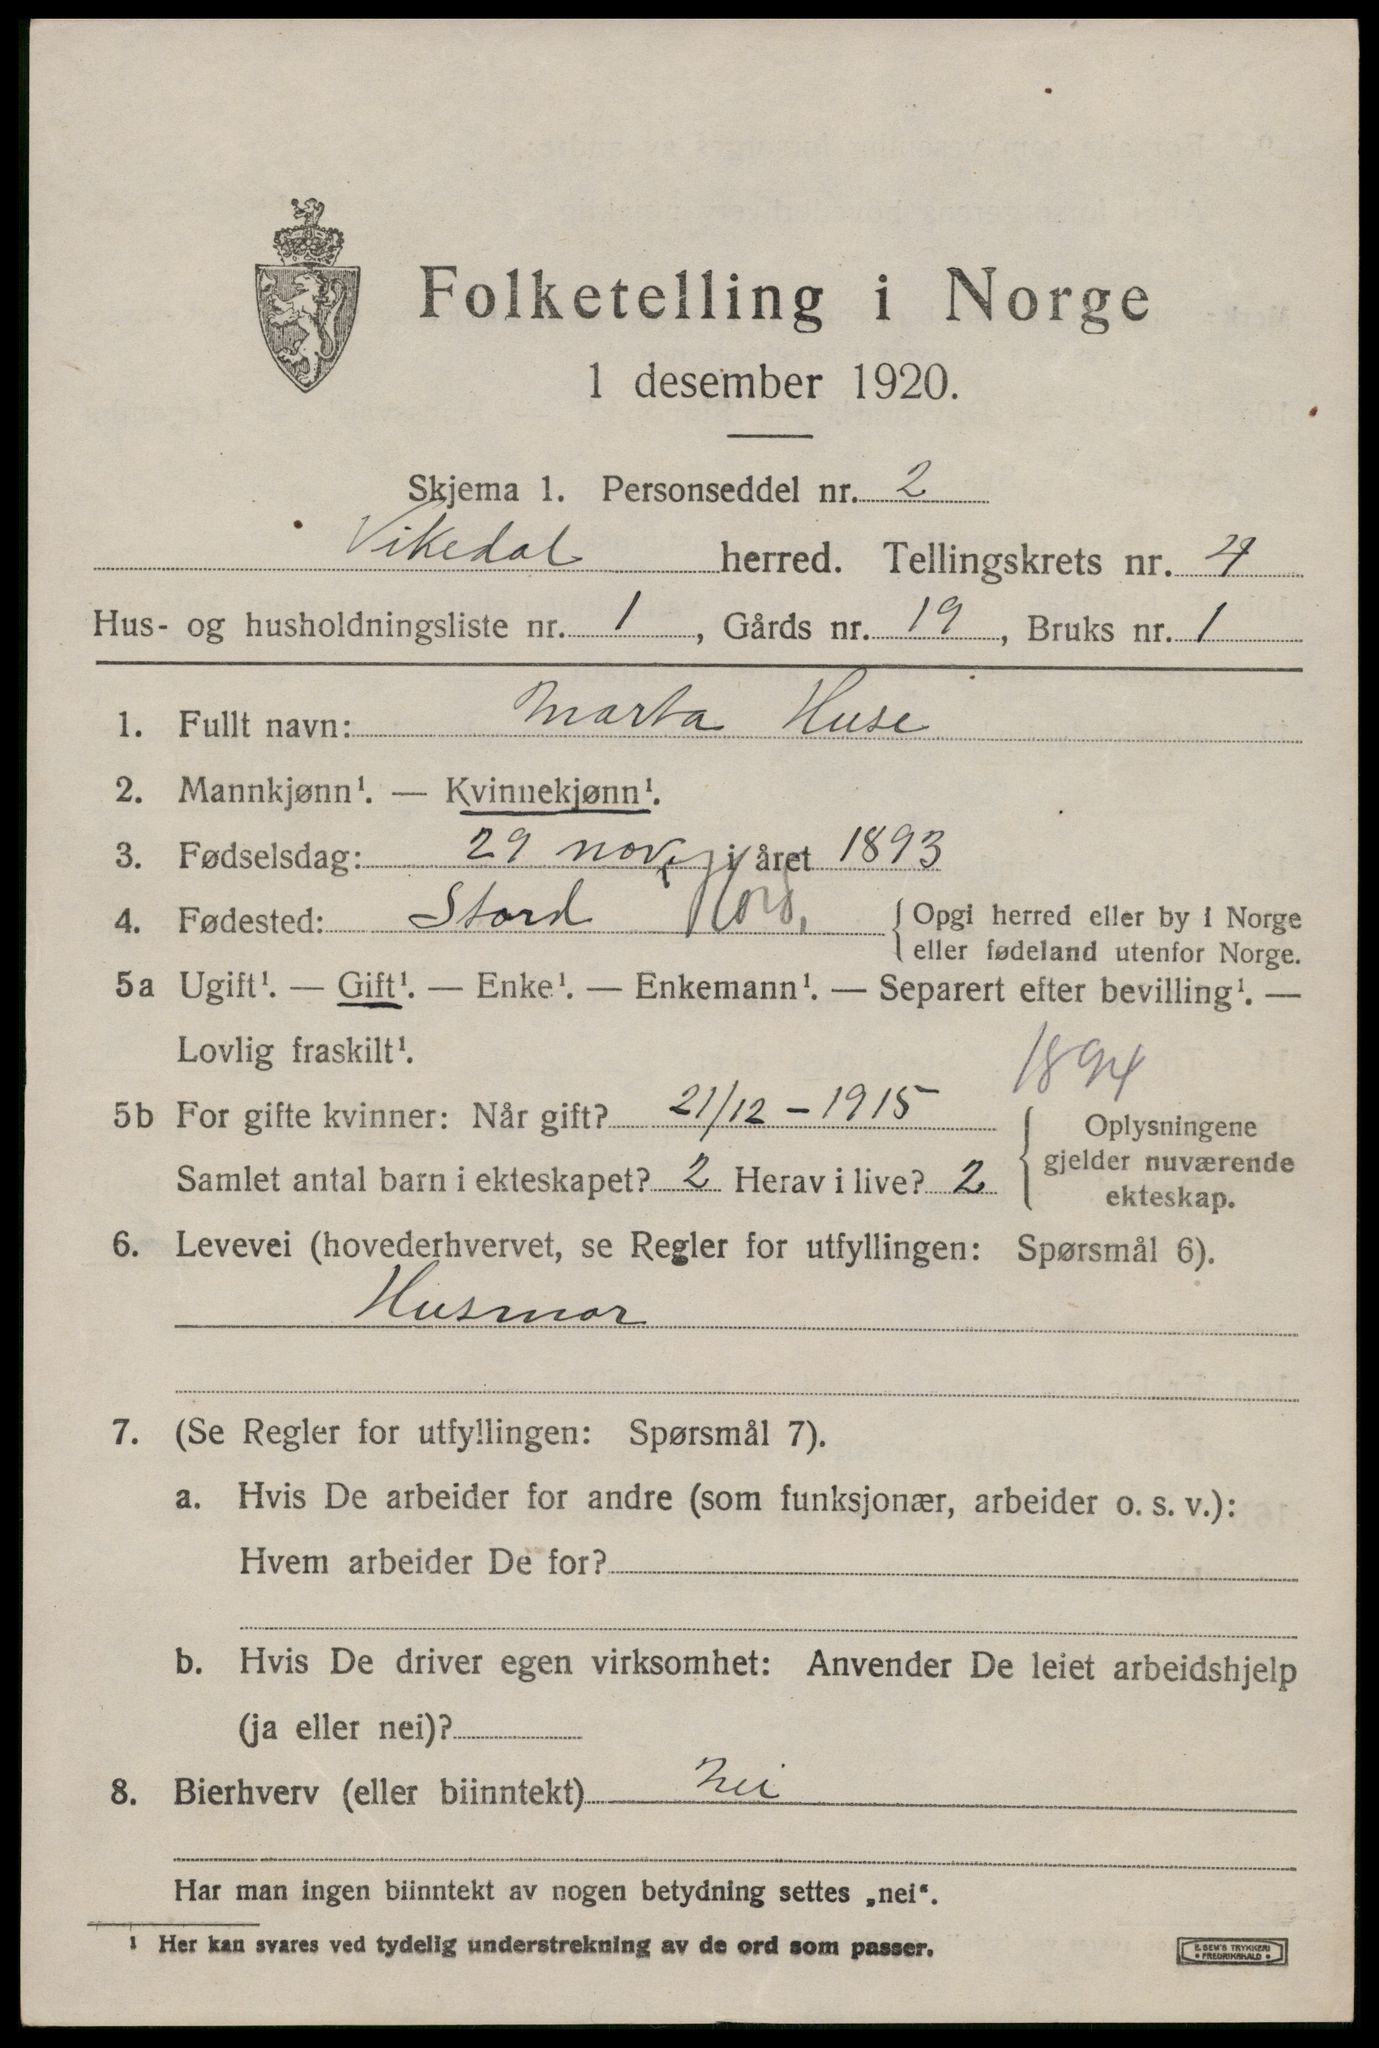 Folketelling i Norge
1 desember 1920.
Skjema 1. Personseddel nr. 2
Vikedal herred. Tellingskrets nr. 4
Hus- og husholdningsliste nr. 1, Gårds nr. 19, Bruks nr. 1
1. Fullt navn: Marta Huse
2. Mannkjønn¹. — Kvinnekjønn¹.
3. Fødselsdag: 29 nov. i året 1893
4. Fødested: Stord Hord. { Opgi herred eller by i Norge
eller fødeland utenfor Norge.
5a Ugift¹. — Gift¹. — Enke¹. — Enkemann¹. — Separert efter bevilling¹. —
Lovlig fraskilt¹.
1894
5b For gifte kvinner: Når gift? 21/12 – 1915
Samlet antal barn i ekteskapet? 2 Herav i live? 2
{ Oplysningene
gjelder nuværende
ekteskap.
6. Levevei (hovederhvervet, se Regler for utfyllingen: Spørsmål 6).
Husmor
7. (Se Regler for utfyllingen: Spørsmål 7).
a. Hvis De arbeider for andre (som funksjonær, arbeider o. s. v.):
Hvem arbeider De for?
b. Hvis De driver egen virksomhet: Anvender De leiet arbeidshjelp
(ja eller nei)?
8. Bierhverv (eller biinntekt) Nei
Har man ingen biinntekt av nogen betydning settes „nei“.
¹ Her kan svares ved tydelig understrekning av de ord som passer.
E. SEM'S TRYKKERI
• FREDRIKSHALD •